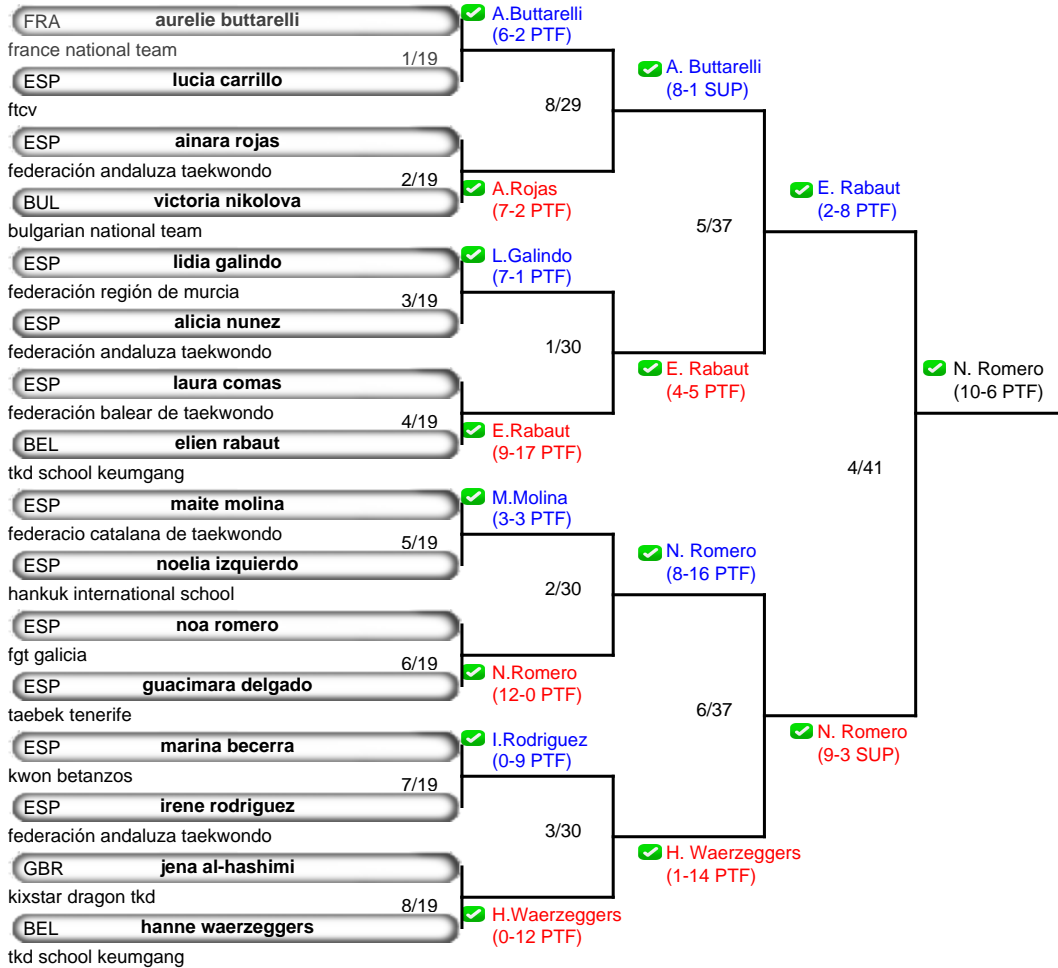 FRA aurelie buttarelli
france national team
1/19
ESP lucia carrillo
ftcv
ESP ainara rojas
federación andaluza taekwondo
2/19
BUL victoria nikolova
bulgarian national team
ESP lidia galindo
federación región de murcia
3/19
ESP alicia nunez
federación andaluza taekwondo
ESP laura comas
federación balear de taekwondo
4/19
BEL elien rabaut
tkd school keumgang
ESP maite molina
federacio catalana de taekwondo
5/19
ESP noelia izquierdo
hankuk international school
ESP noa romero
fgt galicia
6/19
ESP guacimara delgado
taebek tenerife
ESP marina becerra
kwon betanzos
7/19
ESP irene rodriguez
federación andaluza taekwondo
GBR jena al-hashimi
kixstar dragon tkd
8/19
BEL hanne waerzeggers
tkd school keumgang
A.Buttarelli
(6-2 PTF)
8/29
A.Rojas
(7-2 PTF)
L.Galindo
(7-1 PTF)
1/30
E.Rabaut
(9-17 PTF)
M.Molina
(3-3 PTF)
2/30
N.Romero
(12-0 PTF)
I.Rodriguez
(0-9 PTF)
3/30
H.Waerzeggers
(0-12 PTF)
A. Buttarelli
(8-1 SUP)
5/37
E. Rabaut
(4-5 PTF)
N. Romero
(8-16 PTF)
6/37
H. Waerzeggers
(1-14 PTF)
E. Rabaut
(2-8 PTF)
4/41
N. Romero
(9-3 SUP)
N. Romero
(10-6 PTF)